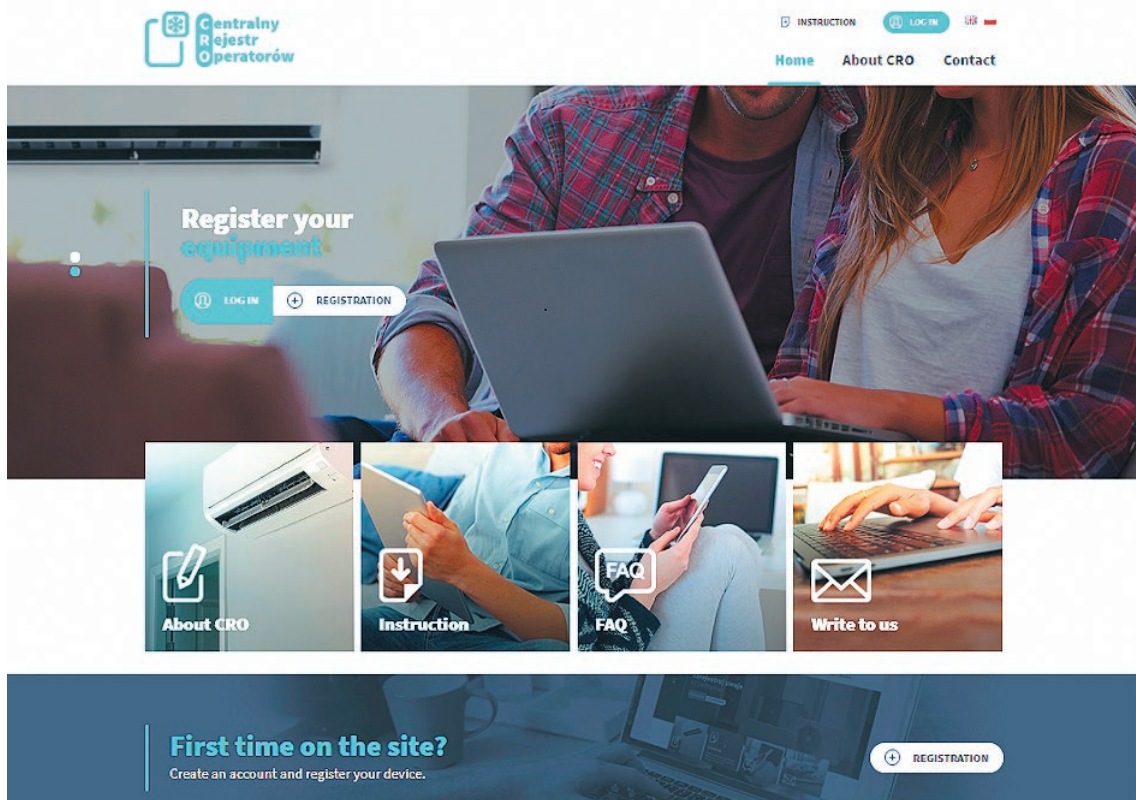 Centralny
Rejestr
Operatorów
INSTRUCTION
LOG IN
Home About CRO Contact
Register your
equipment
LOG IN REGISTRATION
FAQ
About CRO Instruction FAQ Write to us
First time on the site?
Create an account and register your device.
REGISTRATION